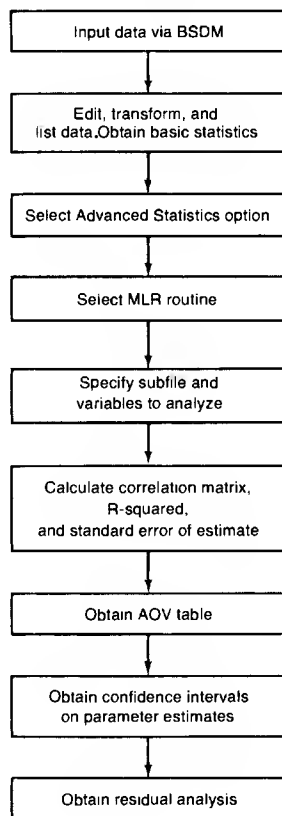 Input data via BSDM
Edit, transform, and
list data. Obtain basic statistics
Select Advanced Statistics option
Select MLR routine
Specify subfile and
variables to analyze
Calculate correlation matrix,
R-squared,
and standard error of estimate
Obtain AOV table
Obtain confidence intervals
on parameter estimates
Obtain residual analysis